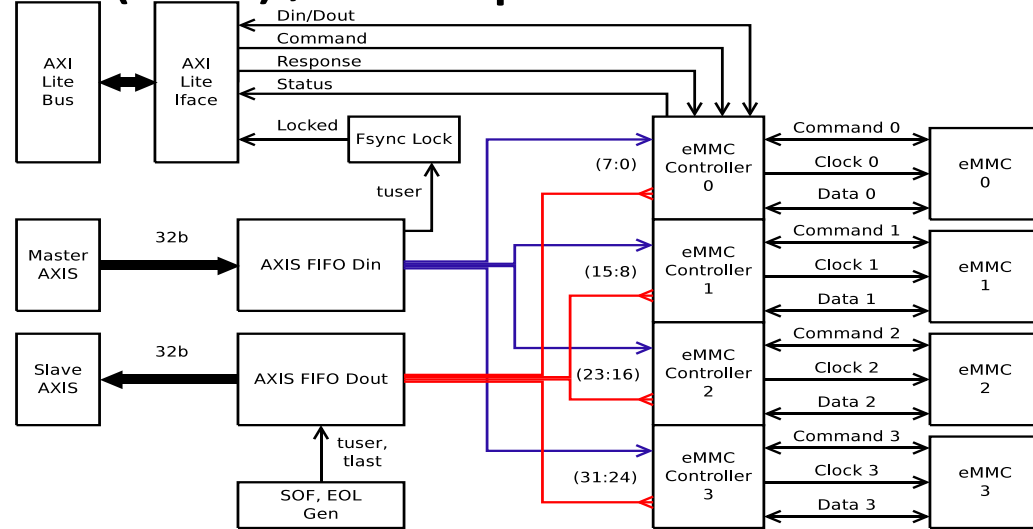 Din/Dout
Command
Response
Status
AXI
Lite
Bus
AXI
Lite
Iface
Locked
Fsync Lock
tuser
eMMC
Controller
0
(7:0)
Command 0
Clock 0
Data 0
eMMC
0
Master
AXIS
32b
AXIS FIFO Din
(15:8)
eMMC
Controller
1
Command 1
Clock 1
Data 1
eMMC
1
Slave
AXIS
32b
AXIS FIFO Dout
(23:16)
eMMC
Controller
2
Command 2
Clock 2
Data 2
eMMC
2
tuser,
tlast
SOF, EOL
Gen
(31:24)
eMMC
Controller
3
Command 3
Clock 3
Data 3
eMMC
3